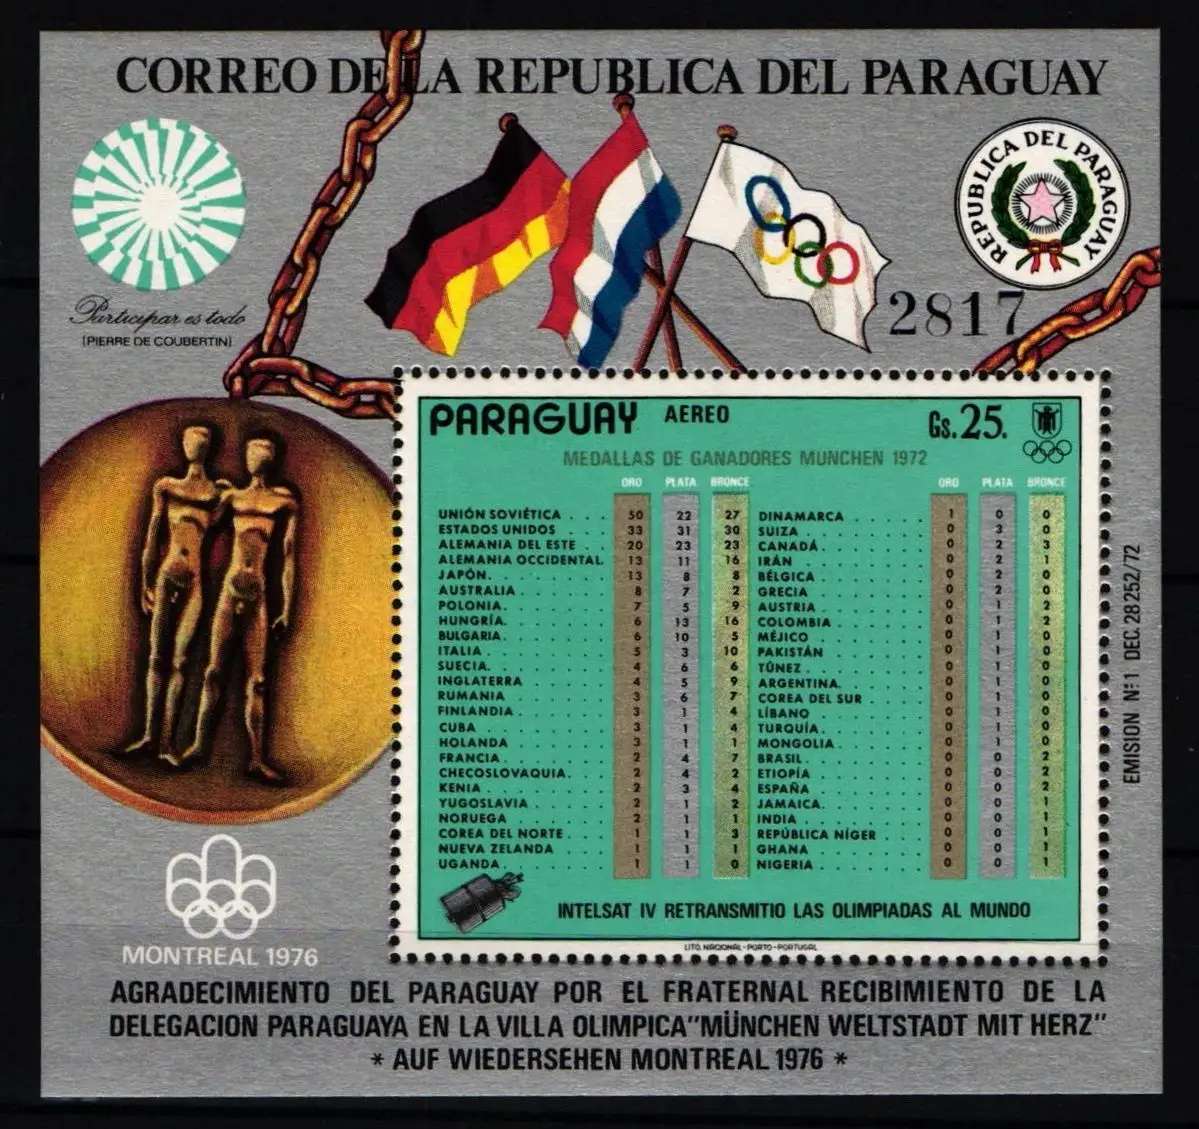 CORREO DE LA REPUBLICA DEL PARAGUAY
REPUBLICA DEL PARAGUAY
Participar es todo
(PIERRE DE COUBERTIN)
2817
PARAGUAY AEREO Gs. 25.
MEDALLAS DE GANADORES MUNCHEN 1972
ORO PLATA BRONCE ORO PLATA BRONCE
UNIÓN SOVIÉTICA . . . 50 22 27 DINAMARCA . . . . . 1 0 0
ESTADOS UNIDOS . . . 33 31 30 SUIZA . . . . . 0 3 0
ALEMANIA DEL ESTE . . 20 23 23 CANADÁ . . . . . 0 2 3
ALEMANIA OCCIDENTAL. 13 11 16 IRÁN . . . . . 0 2 1
JAPÓN. . . . . 13 8 8 BÉLGICA . . . . . 0 2 0
AUSTRALIA . . . . . 8 7 2 GRECIA . . . . . 0 2 0
POLONIA. . . . . 7 5 9 AUSTRIA . . . . . 0 1 2
HUNGRÍA. . . . . 6 13 16 COLOMBIA . . . . . 0 1 2
BULGARIA. . . . . 6 10 5 MÉJICO . . . . . 0 1 0
ITALIA . . . . . 5 3 10 PAKISTÁN . . . . . 0 1 0
SUECIA. . . . . 4 6 6 TÚNEZ . . . . . 0 1 0
INGLATERRA . . . . 4 5 9 ARGENTINA. . . . . 0 1 0
RUMANIA . . . . . 3 6 7 COREA DEL SUR . . . . 0 1 0
FINLANDIA . . . . . 3 1 4 LÍBANO . . . . . 0 1 0
CUBA . . . . . 3 1 4 TURQUÍA. . . . . 0 1 0
HOLANDA . . . . . 3 1 1 MONGOLIA. . . . . 0 1 0
FRANCIA . . . . . 2 4 7 BRASIL . . . . . 0 0 2
CHECOSLOVAQUIA. . . 2 4 2 ETIOPÍA . . . . . 0 0 2
KENIA . . . . . 2 3 4 ESPAÑA . . . . . 0 0 2
YUGOSLAVIA . . . . 2 1 2 JAMAICA. . . . . 0 0 1
NORUEGA . . . . . 2 1 1 INDIA . . . . . 0 0 1
COREA DEL NORTE . . . 1 1 3 REPÚBLICA NÍGER . . . 0 0 1
NUEVA ZELANDA . . . 1 1 1 GHANA . . . . . 0 0 1
UGANDA. . . . . 1 1 0 NIGERIA . . . . . 0 0 1
INTELSAT IV RETRANSMITIO LAS OLIMPIADAS AL MUNDO
LITO. NACIONAL-PORTO-PORTUGAL
EMISION Nº 1 DEC. 28252/72
MONTREAL 1976
AGRADECIMIENTO DEL PARAGUAY POR EL FRATERNAL RECIBIMIENTO DE LA
DELEGACION PARAGUAYA EN LA VILLA OLIMPICA"MÜNCHEN WELTSTADT MIT HERZ"
* AUF WIEDERSEHEN MONTREAL 1976 *